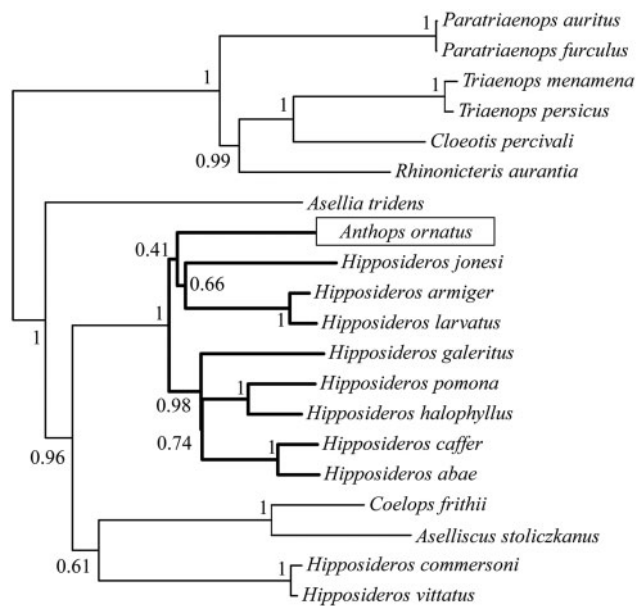 Paratriaenops auritus
1
Paratriaenops furculus
1
Triaenops menamena
1
Triaenops persicus
1
Cloeotis percivali
0.99
Rhinonicteris aurantia
Asellia tridens
Anthops ornatus
0.41
Hipposideros jonesi
0.66
Hipposideros armiger
1
1
Hipposideros larvatus
1
Hipposideros galeritus
Hipposideros pomona
1
0.98
Hipposideros halophyllus
0.74
Hipposideros caffer
1
0.96
Hipposideros abae
Coelops frithii
1
Aselliscus stoliczkanus
0.61
Hipposideros commersoni
1
Hipposideros vittatus